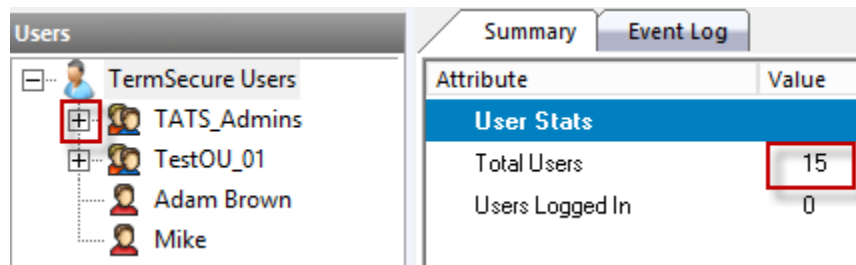 Users
TermSecure Users
TATS_Admins
TestOU_01
Adam Brown
Mike
Summary Event Log
Attribute Value
User Stats
Total Users 15
Users Logged In 0